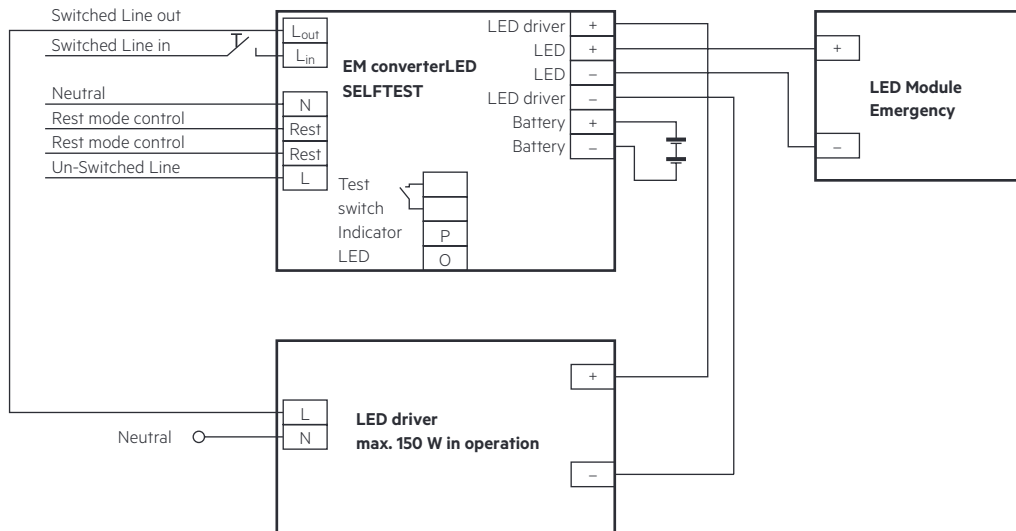 Switched Line out
Switched Line in
Neutral
Rest mode control
Rest mode control
Un-Switched Line
Lout
Lin
N
Rest
Rest
L
EM converterLED
SELFTEST
Test
switch
Indicator
LED
P
O
LED driver +
LED +
LED –
LED driver –
Battery +
Battery –
+
–
LED Module
Emergency
L
N
Neutral
LED driver
max. 150 W in operation
+
–